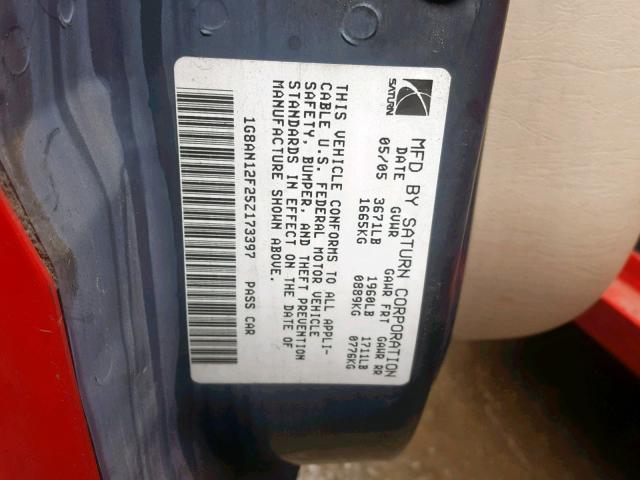 SATURN
MFD BY SATURN CORPORATION
DATE GVWR GAWR FRT GAWR RR
05/05 3671LB 1960LB 1711LB
1665KG 0889KG 0776KG
THIS VEHICLE CONFORMS TO ALL APPLI-
CABLE U.S. FEDERAL MOTOR VEHICLE
SAFETY, BUMPER, AND THEFT PREVENTION
STANDARDS IN EFFECT ON THE DATE OF
MANUFACTURE SHOWN ABOVE.
1G8AN12F25Z173397 PASS CAR